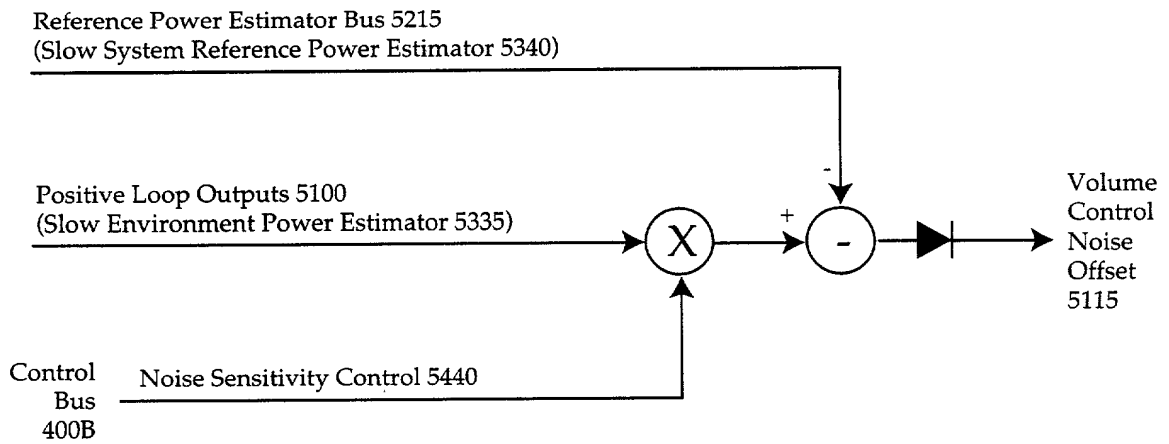 Reference Power Estimator Bus 5215
(Slow System Reference Power Estimator 5340)
-
Positive Loop Outputs 5100
(Slow Environment Power Estimator 5335)
X
+
-
Volume
Control
Noise
Offset
5115
Control
Bus
400B
Noise Sensitivity Control 5440